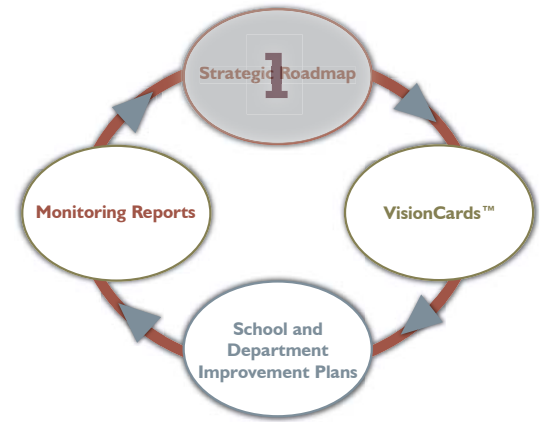 Strategic Roadmap
1
VisionCards™
School and
Department
Improvement Plans
Monitoring Reports